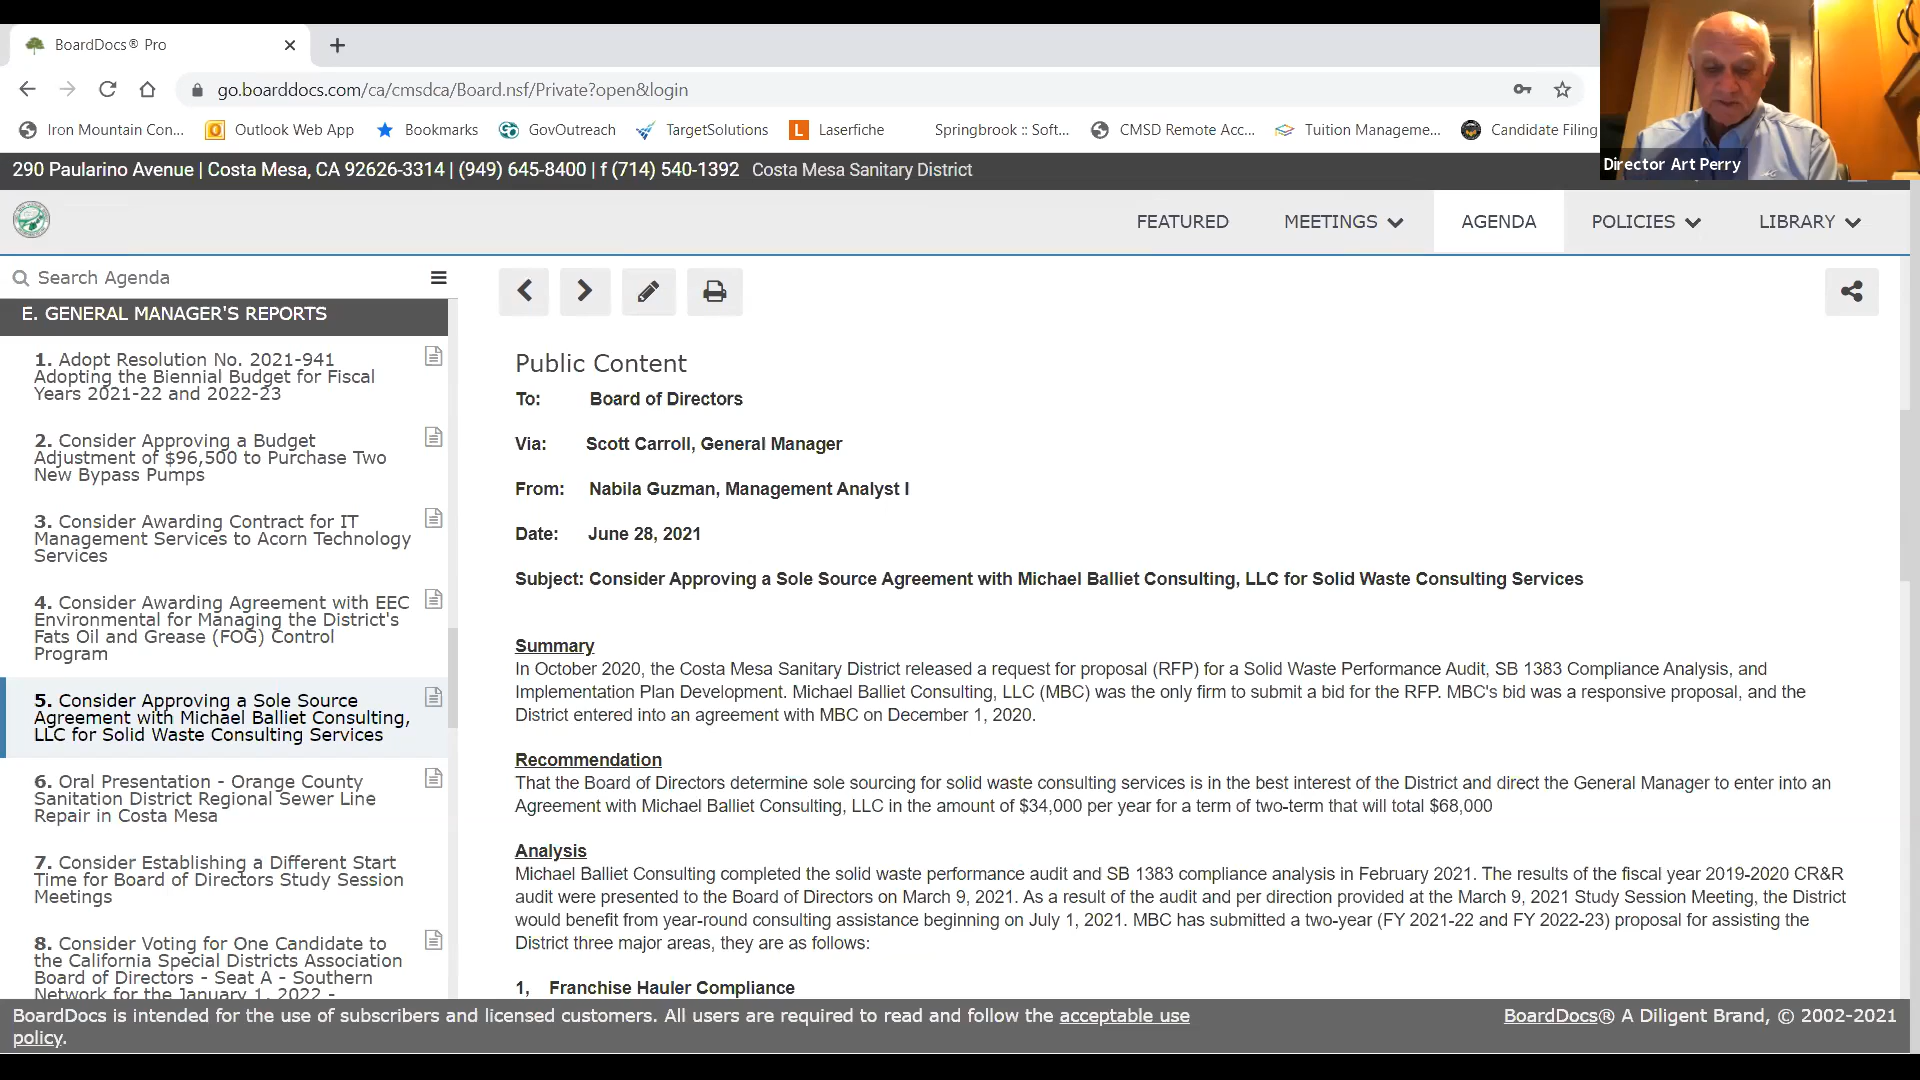 BoardDocs® Pro
go.boarddocs.com/ca/cmsdca/Board.nsf/Private?open&login
Iron Mountain Con... Outlook Web App Bookmarks GovOutreach TargetSolutions Laserfiche Springbrook :: Soft... CMSD Remote Acc... Tuition Manageme... Candidate Filing
Director Art Perry
290 Paularino Avenue | Costa Mesa, CA 92626-3314 | (949) 645-8400 | f (714) 540-1392 Costa Mesa Sanitary District
FEATURED MEETINGS AGENDA POLICIES LIBRARY
Search Agenda
E. GENERAL MANAGER'S REPORTS
1. Adopt Resolution No. 2021-941
Adopting the Biennial Budget for Fiscal
Years 2021-22 and 2022-23
2. Consider Approving a Budget
Adjustment of $96,500 to Purchase Two
New Bypass Pumps
3. Consider Awarding Contract for IT
Management Services to Acorn Technology
Services
4. Consider Awarding Agreement with EEC
Environmental for Managing the District's
Fats Oil and Grease (FOG) Control
Program
5. Consider Approving a Sole Source
Agreement with Michael Balliet Consulting,
LLC for Solid Waste Consulting Services
6. Oral Presentation - Orange County
Sanitation District Regional Sewer Line
Repair in Costa Mesa
7. Consider Establishing a Different Start
Time for Board of Directors Study Session
Meetings
8. Consider Voting for One Candidate to
the California Special Districts Association
Board of Directors - Seat A - Southern
Network for the January 1, 2022 -
Public Content
To: Board of Directors
Via: Scott Carroll, General Manager
From: Nabila Guzman, Management Analyst I
Date: June 28, 2021
Subject: Consider Approving a Sole Source Agreement with Michael Balliet Consulting, LLC for Solid Waste Consulting Services
Summary
In October 2020, the Costa Mesa Sanitary District released a request for proposal (RFP) for a Solid Waste Performance Audit, SB 1383 Compliance Analysis, and
Implementation Plan Development. Michael Balliet Consulting, LLC (MBC) was the only firm to submit a bid for the RFP. MBC's bid was a responsive proposal, and the
District entered into an agreement with MBC on December 1, 2020.
Recommendation
That the Board of Directors determine sole sourcing for solid waste consulting services is in the best interest of the District and direct the General Manager to enter into an
Agreement with Michael Balliet Consulting, LLC in the amount of $34,000 per year for a term of two-term that will total $68,000
Analysis
Michael Balliet Consulting completed the solid waste performance audit and SB 1383 compliance analysis in February 2021. The results of the fiscal year 2019-2020 CR&R
audit were presented to the Board of Directors on March 9, 2021. As a result of the audit and per direction provided at the March 9, 2021 Study Session Meeting, the District
would benefit from year-round consulting assistance beginning on July 1, 2021. MBC has submitted a two-year (FY 2021-22 and FY 2022-23) proposal for assisting the
District three major areas, they are as follows:
1, Franchise Hauler Compliance
BoardDocs is intended for the use of subscribers and licensed customers. All users are required to read and follow the acceptable use
policy.
BoardDocs® A Diligent Brand, © 2002-2021